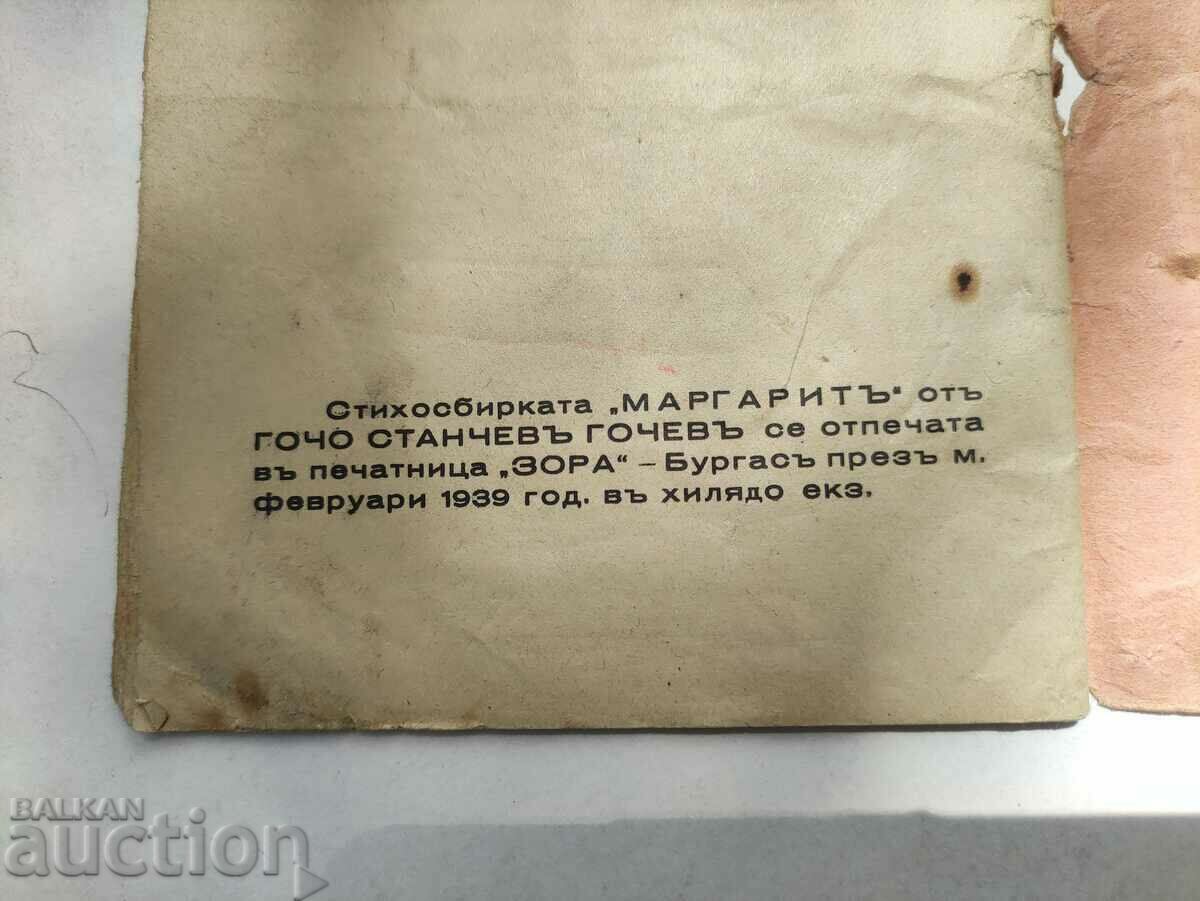 Стихосбирката „МАРГАРИТЪ“ отъ
ГОЧО СТАНЧЕВЪ ГОЧЕВЪ се отпечата
въ печатница „ЗОРА“ – Бургасъ презъ м.
февруари 1939 год. въ хилядо екз.
BALKAN
auction